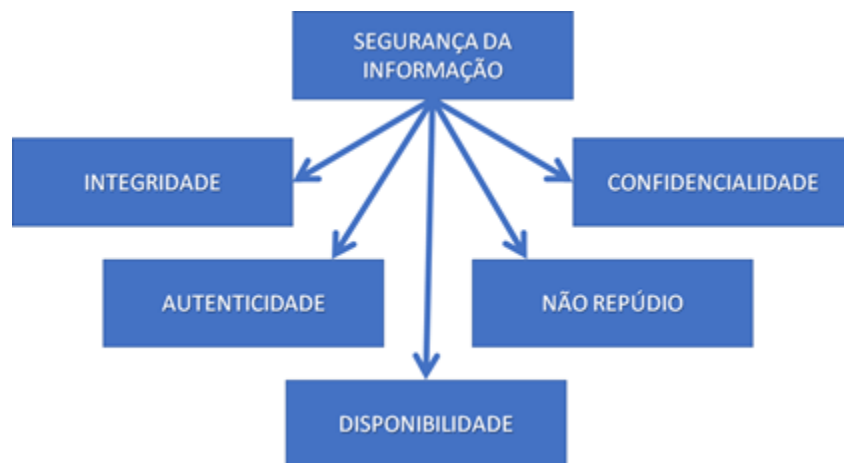 SEGURANÇA DA
INFORMAÇÃO
INTEGRIDADE
CONFIDENCIALIDADE
AUTENTICIDADE
NÃO REPÚDIO
DISPONIBILIDADE